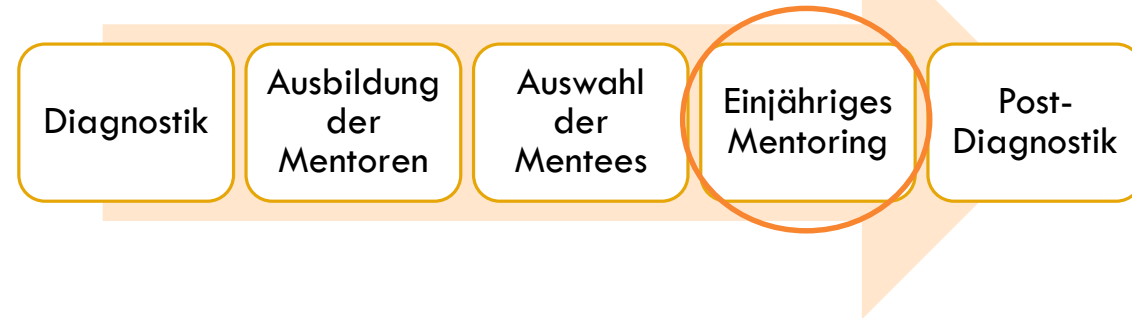 Diagnostik
Ausbildung
der
Mentoren
Auswahl
der
Mentees
Einjähriges
Mentoring
Post-
Diagnostik